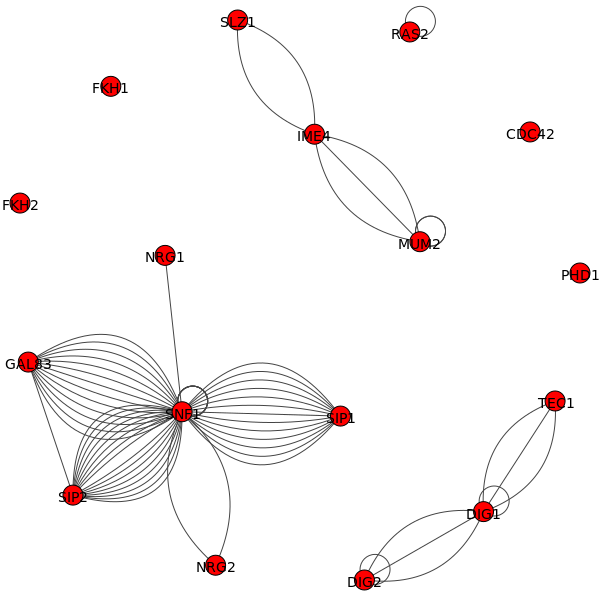 SLZ1
RAS2
FKH1
CDC42
IME4
FKH2
MUM2
NRG1
PHD1
GAL83
TEC1
SNF1
SIP1
SIP2
DIG1
NRG2
DIG2